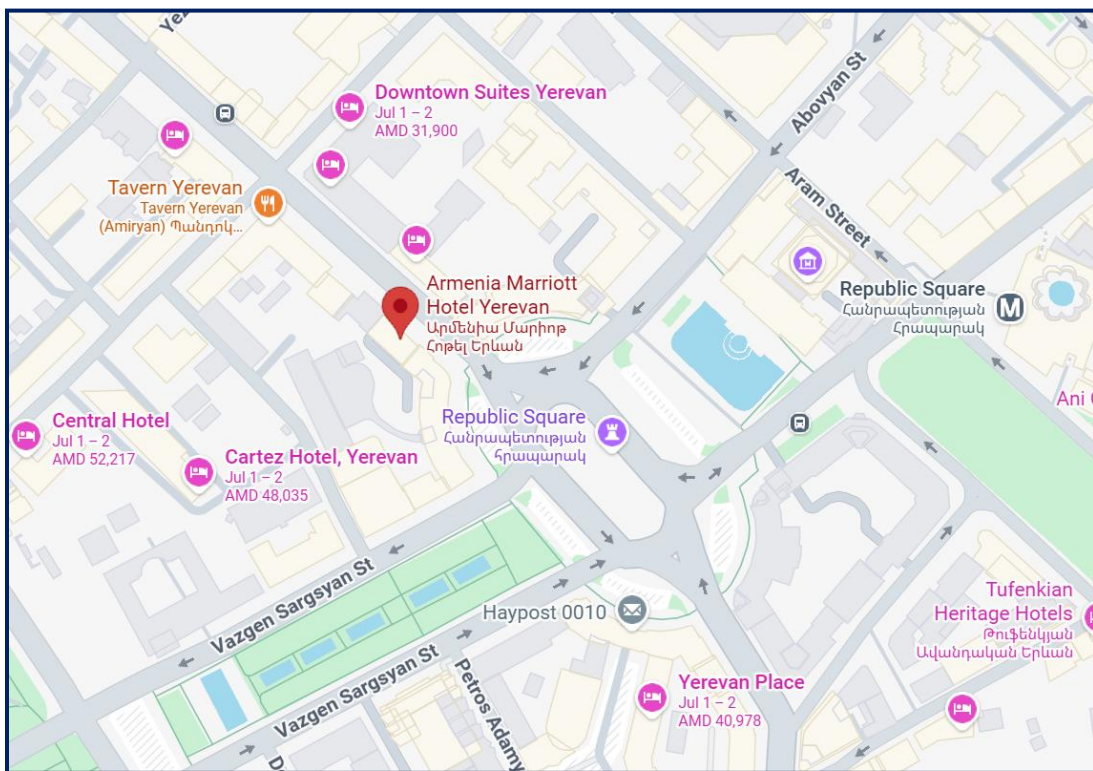 Yez
Downtown Suites Yerevan
Jul 1 – 2
AMD 31,900
Abovyan St
Tavern Yerevan
Tavern Yerevan
(Amiryan) Պանդոկ...
Aram Street
Armenia Marriott
Hotel Yerevan
Արմենիա Մարիոթ
Հոթել Երևան
Republic Square
Հանրապետության
Հրապարակ
M
Ani
Central Hotel
Jul 1 – 2
AMD 52,217
Republic Square
Հանրապետության
հրապարակ
Cartez Hotel, Yerevan
Jul 1 – 2
AMD 48,035
Vazgen Sargsyan St
Haypost 0010
Tufenkian
Heritage Hotels
Թուֆենկյան
Ավանդական Երևան
Vazgen Sargsyan St
Petros Adamy
Yerevan Place
Jul 1 – 2
AMD 40,978